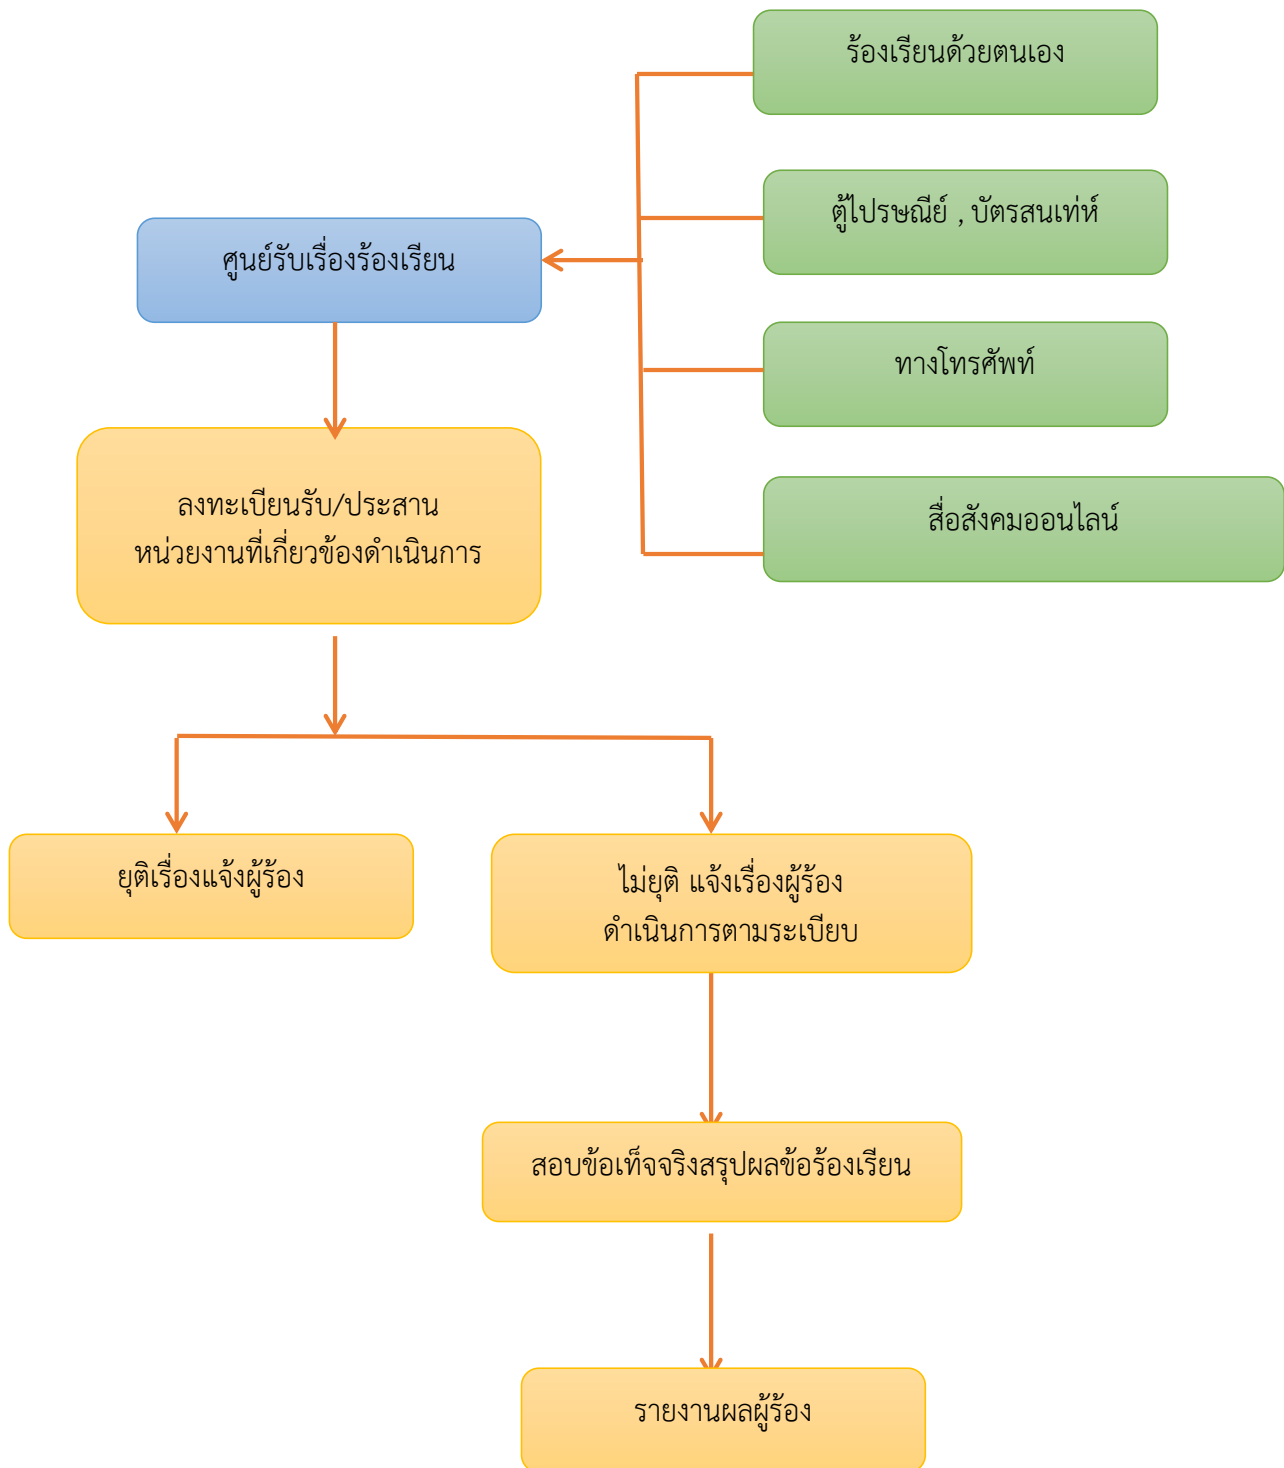 ร้องเรียนด้วยตนเอง
ตู้ไปรษณีย์ , บัตรสนเท่ห์
ศูนย์รับเรื่องร้องเรียน
ทางโทรศัพท์
สื่อสังคมออนไลน์
ลงทะเบียนรับ/ประสาน
หน่วยงานที่เกี่ยวข้องดำเนินการ
ยุติเรื่องแจ้งผู้ร้อง
ไม่ยุติ แจ้งเรื่องผู้ร้อง
ดำเนินการตามระเบียบ
สอบข้อเท็จจริงสรุปผลข้อร้องเรียน
รายงานผลผู้ร้อง